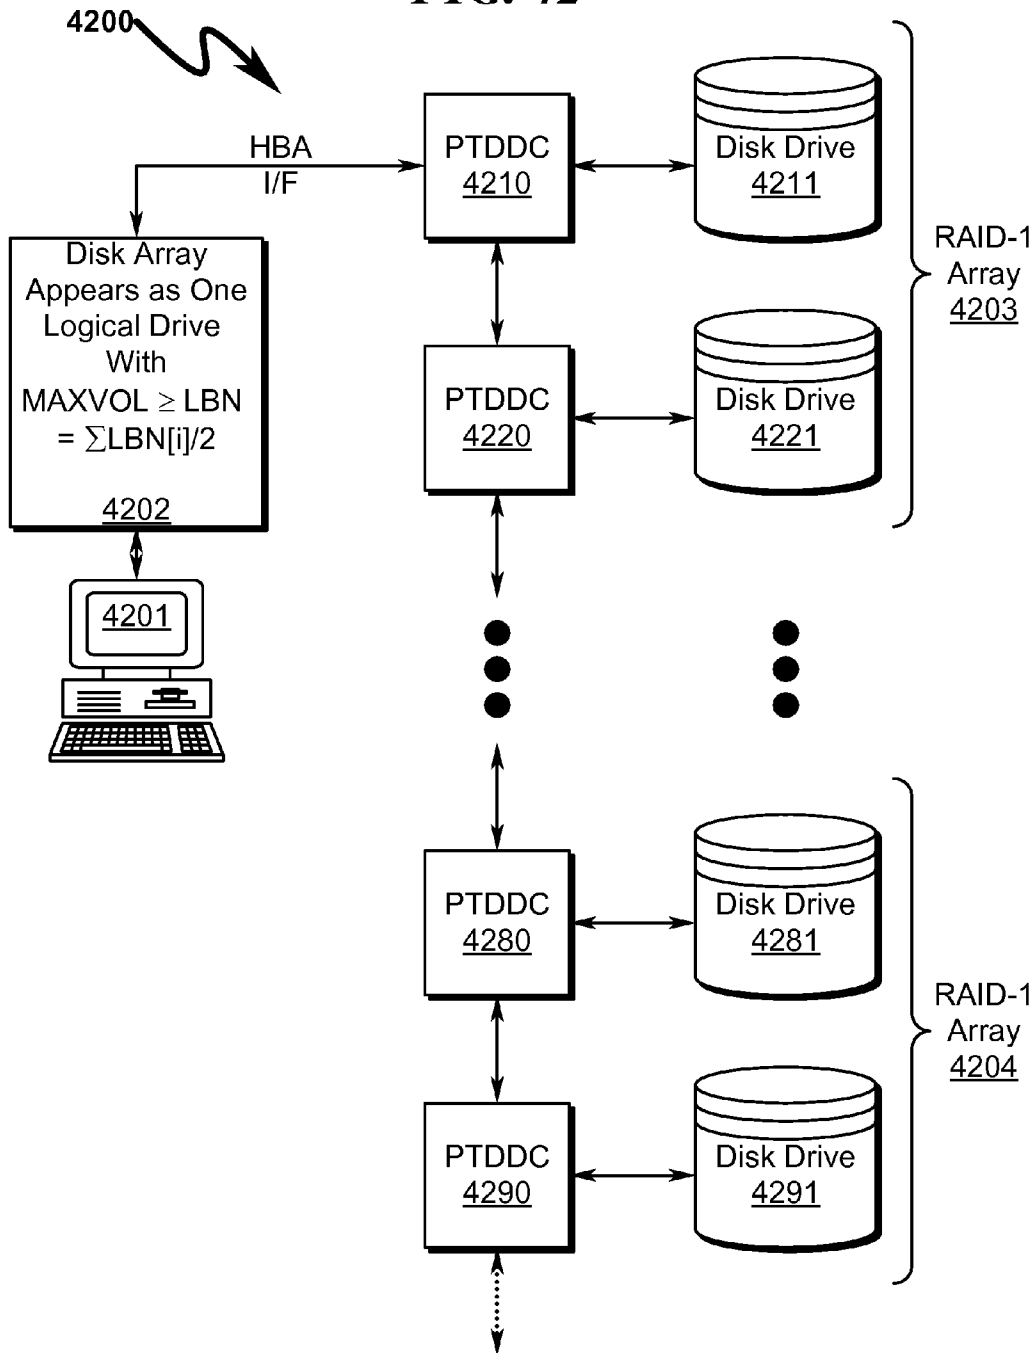 FIG. 42
4200
HBA
I/F
PTDDC
4210
Disk Drive
4211
Disk Array
Appears as One
Logical Drive
With
MAXVOL ≥ LBN
= ∑LBN[i]/2
4202
RAID-1
Array
4203
PTDDC
4220
Disk Drive
4221
4201
PTDDC
4280
Disk Drive
4281
RAID-1
Array
4204
PTDDC
4290
Disk Drive
4291